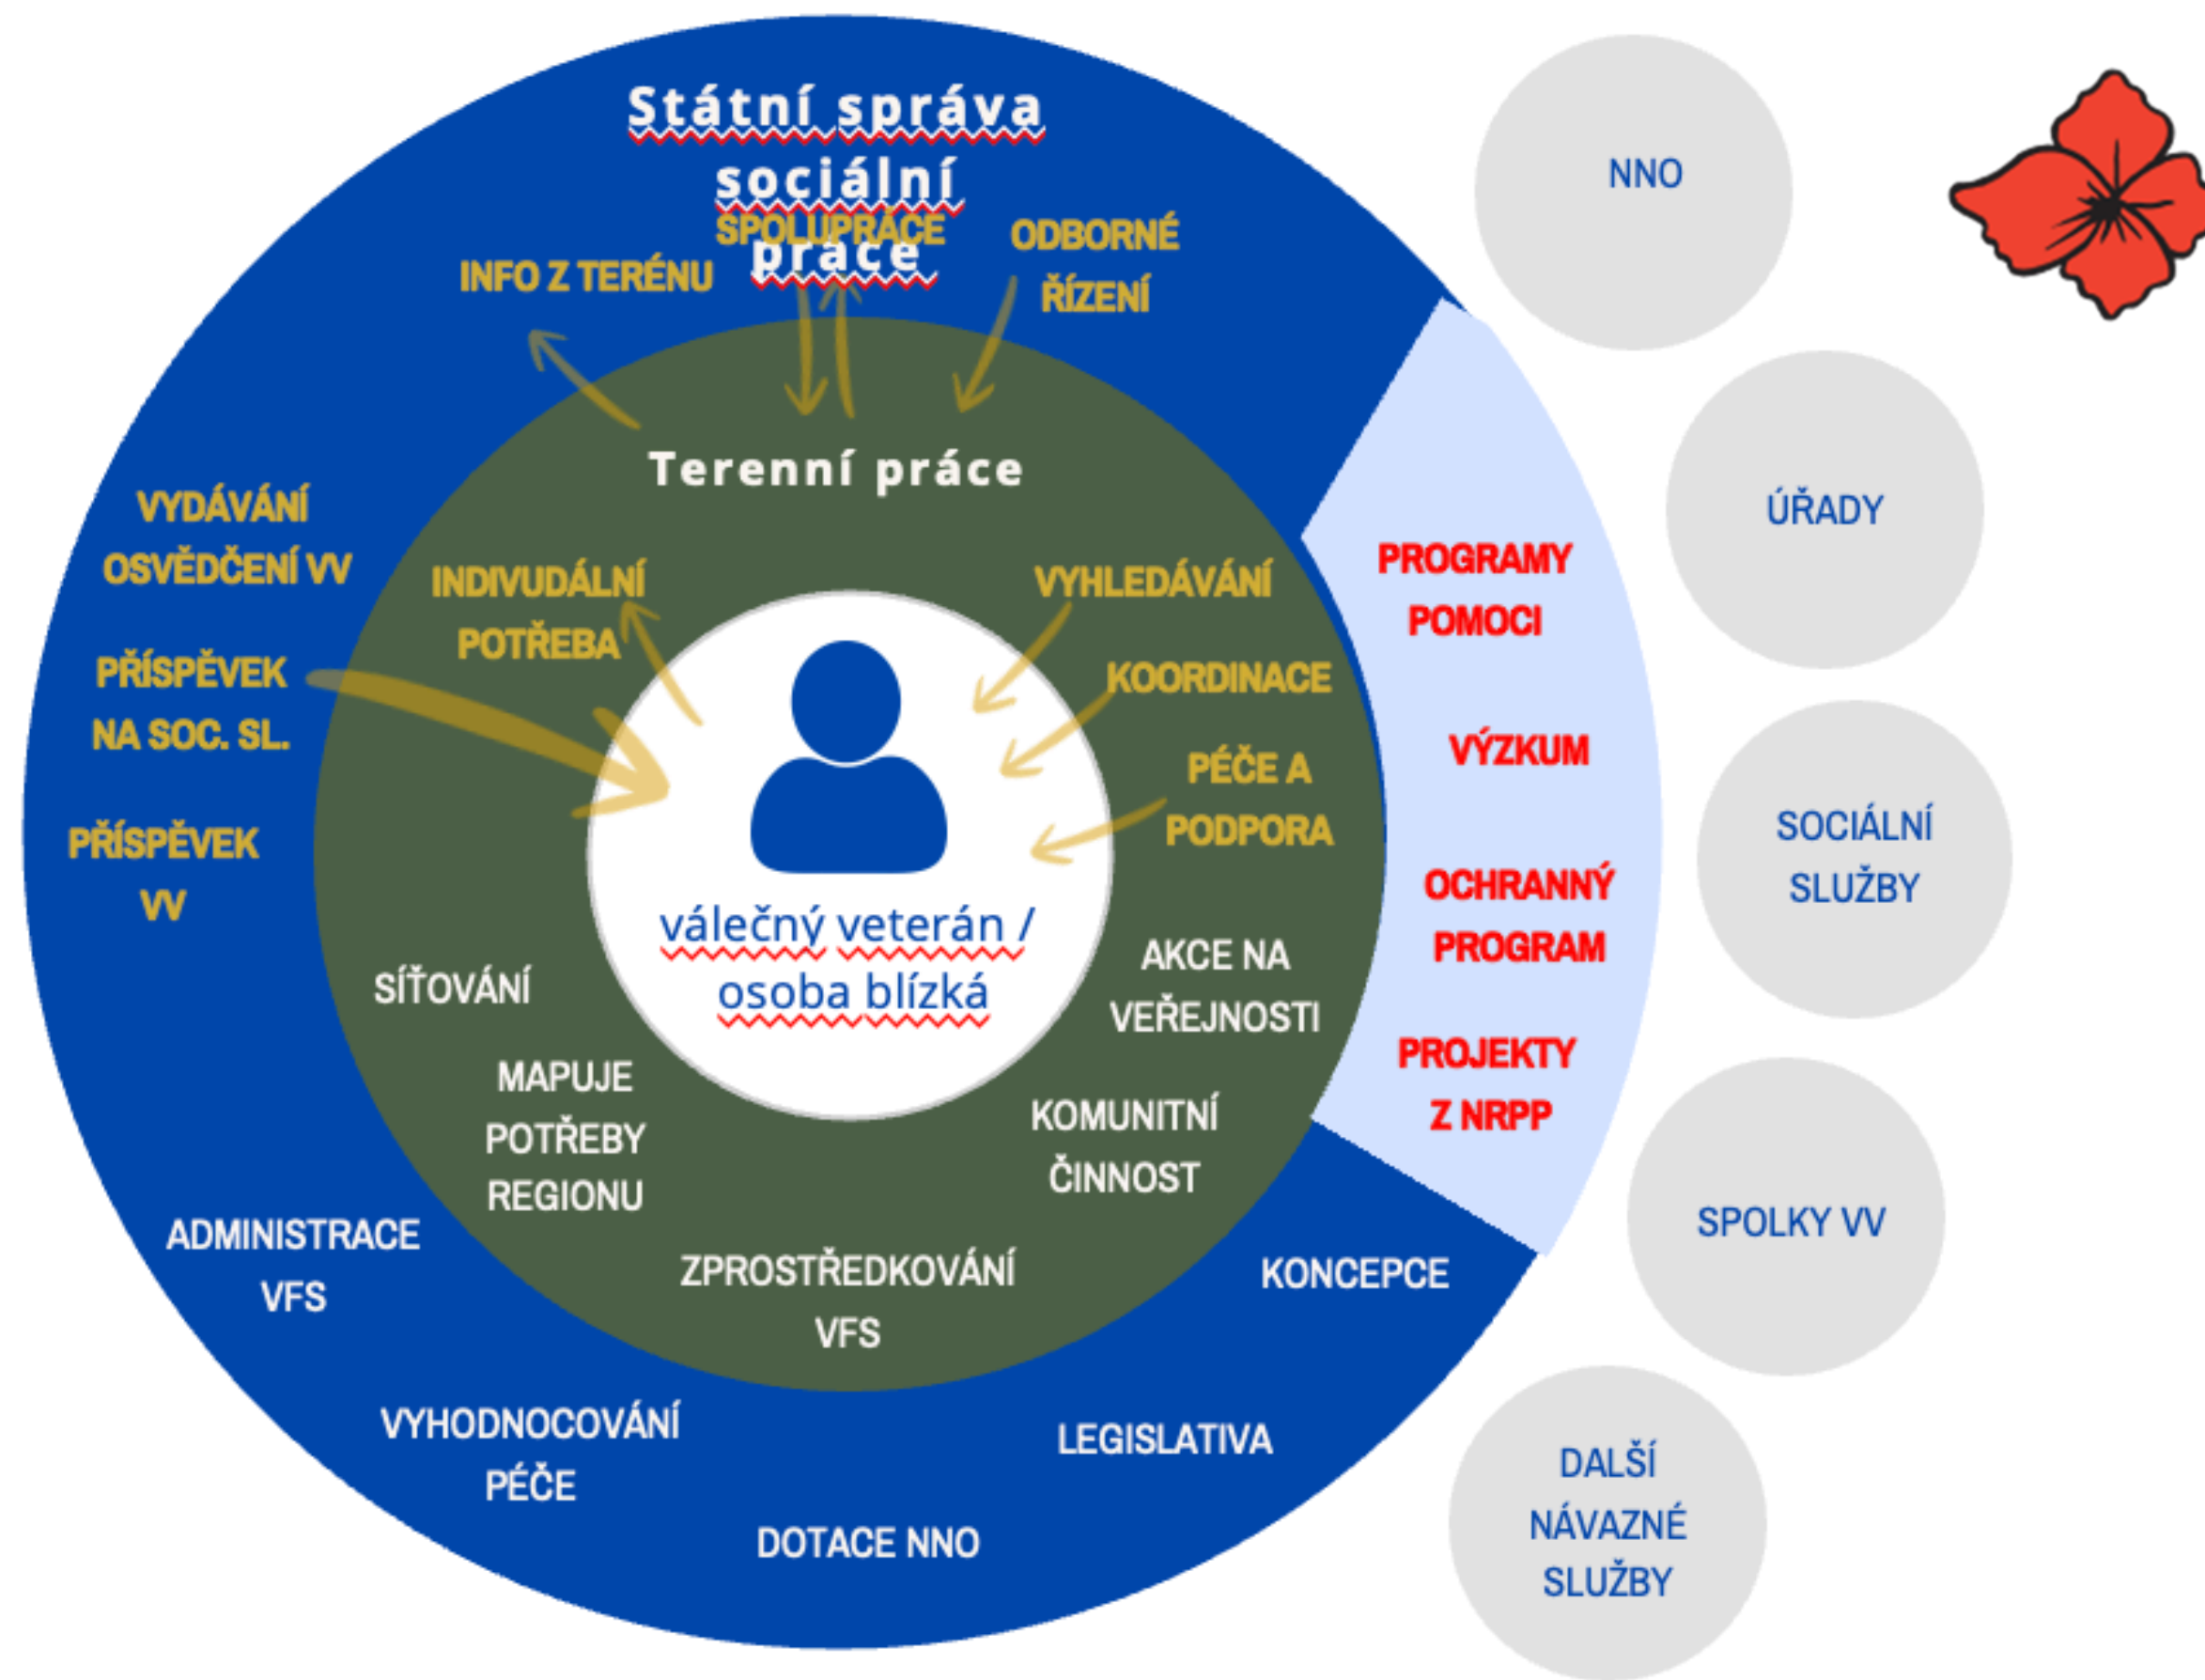 Státní správa
sociální
práce
SPOLUPRÁCE
INFO Z TERÉNU
ODBORNÉ
ŘÍZENÍ
Terenní práce
VYDÁVÁNÍ
OSVĚDČENÍ VV
PŘÍSPĚVEK
NA SOC. SL.
PŘÍSPĚVEK
VV
INDIVUDÁLNÍ
POTŘEBA
VYHLEDÁVÁNÍ
KOORDINACE
PÉČE A
PODPORA
válečný veterán /
osoba blízká
SÍŤOVÁNÍ
MAPUJE
POTŘEBY
REGIONU
AKCE NA
VEŘEJNOSTI
KOMUNITNÍ
ČINNOST
ZPROSTŘEDKOVÁNÍ
VFS
ADMINISTRACE
VFS
VYHODNOCOVÁNÍ
PÉČE
DOTACE NNO
LEGISLATIVA
KONCEPCE
PROGRAMY
POMOCI
VÝZKUM
OCHRANNÝ
PROGRAM
PROJEKTY
Z NRPP
NNO
ÚŘADY
SOCIÁLNÍ
SLUŽBY
SPOLKY VV
DALŠÍ
NÁVAZNÉ
SLUŽBY